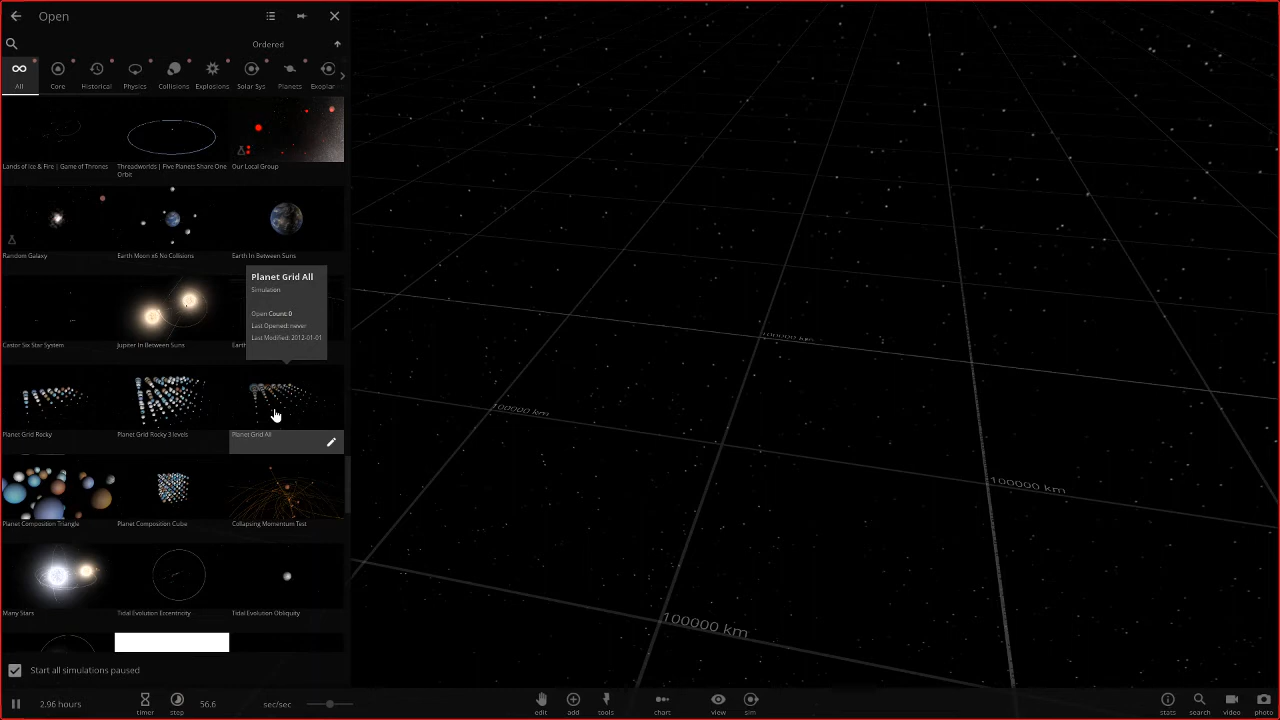 Open
Ordered
All
Core
Historical
Physics
Collisions
Explosions
Solar Sys
Planets
Exoplar
Lands of Ice & Fire | Game of Thrones
Threadworlds | Five Planets Share One
Orbit
Our Local Group
Random Galaxy
Earth Moon x6 No Collisions
Earth In Between Suns
Planet Grid All
Simulation
Open Count: 0
Last Opened: never
Last Modified: 2012-01-01
Castor Six Star System
Jupiter In Between Suns
Eart
Planet Grid Rocky
Planet Grid Rocky 3 levels
Planet Grid All
Planet Composition Triangle
Planet Composition Cube
Collapsing Momentum Test
Many Stars
Tidal Evolution Eccentricity
Tidal Evolution Obliquity
Start all simulations paused
100000 km
100000 km
100000 km
100000 km
2.96 hours
timer
step
56.6
sec/sec
edit
add
tools
chart
view
sim
stats
search
video
photo